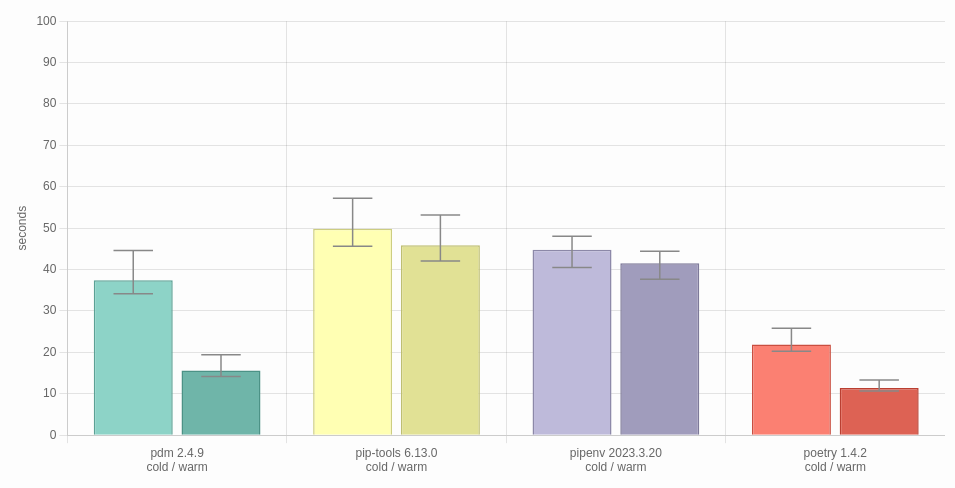 100
90
80
70
60
50
40
30
20
10
0
seconds
pdm 2.4.9
cold / warm
pip-tools 6.13.0
cold / warm
pipenv 2023.3.20
cold / warm
poetry 1.4.2
cold / warm